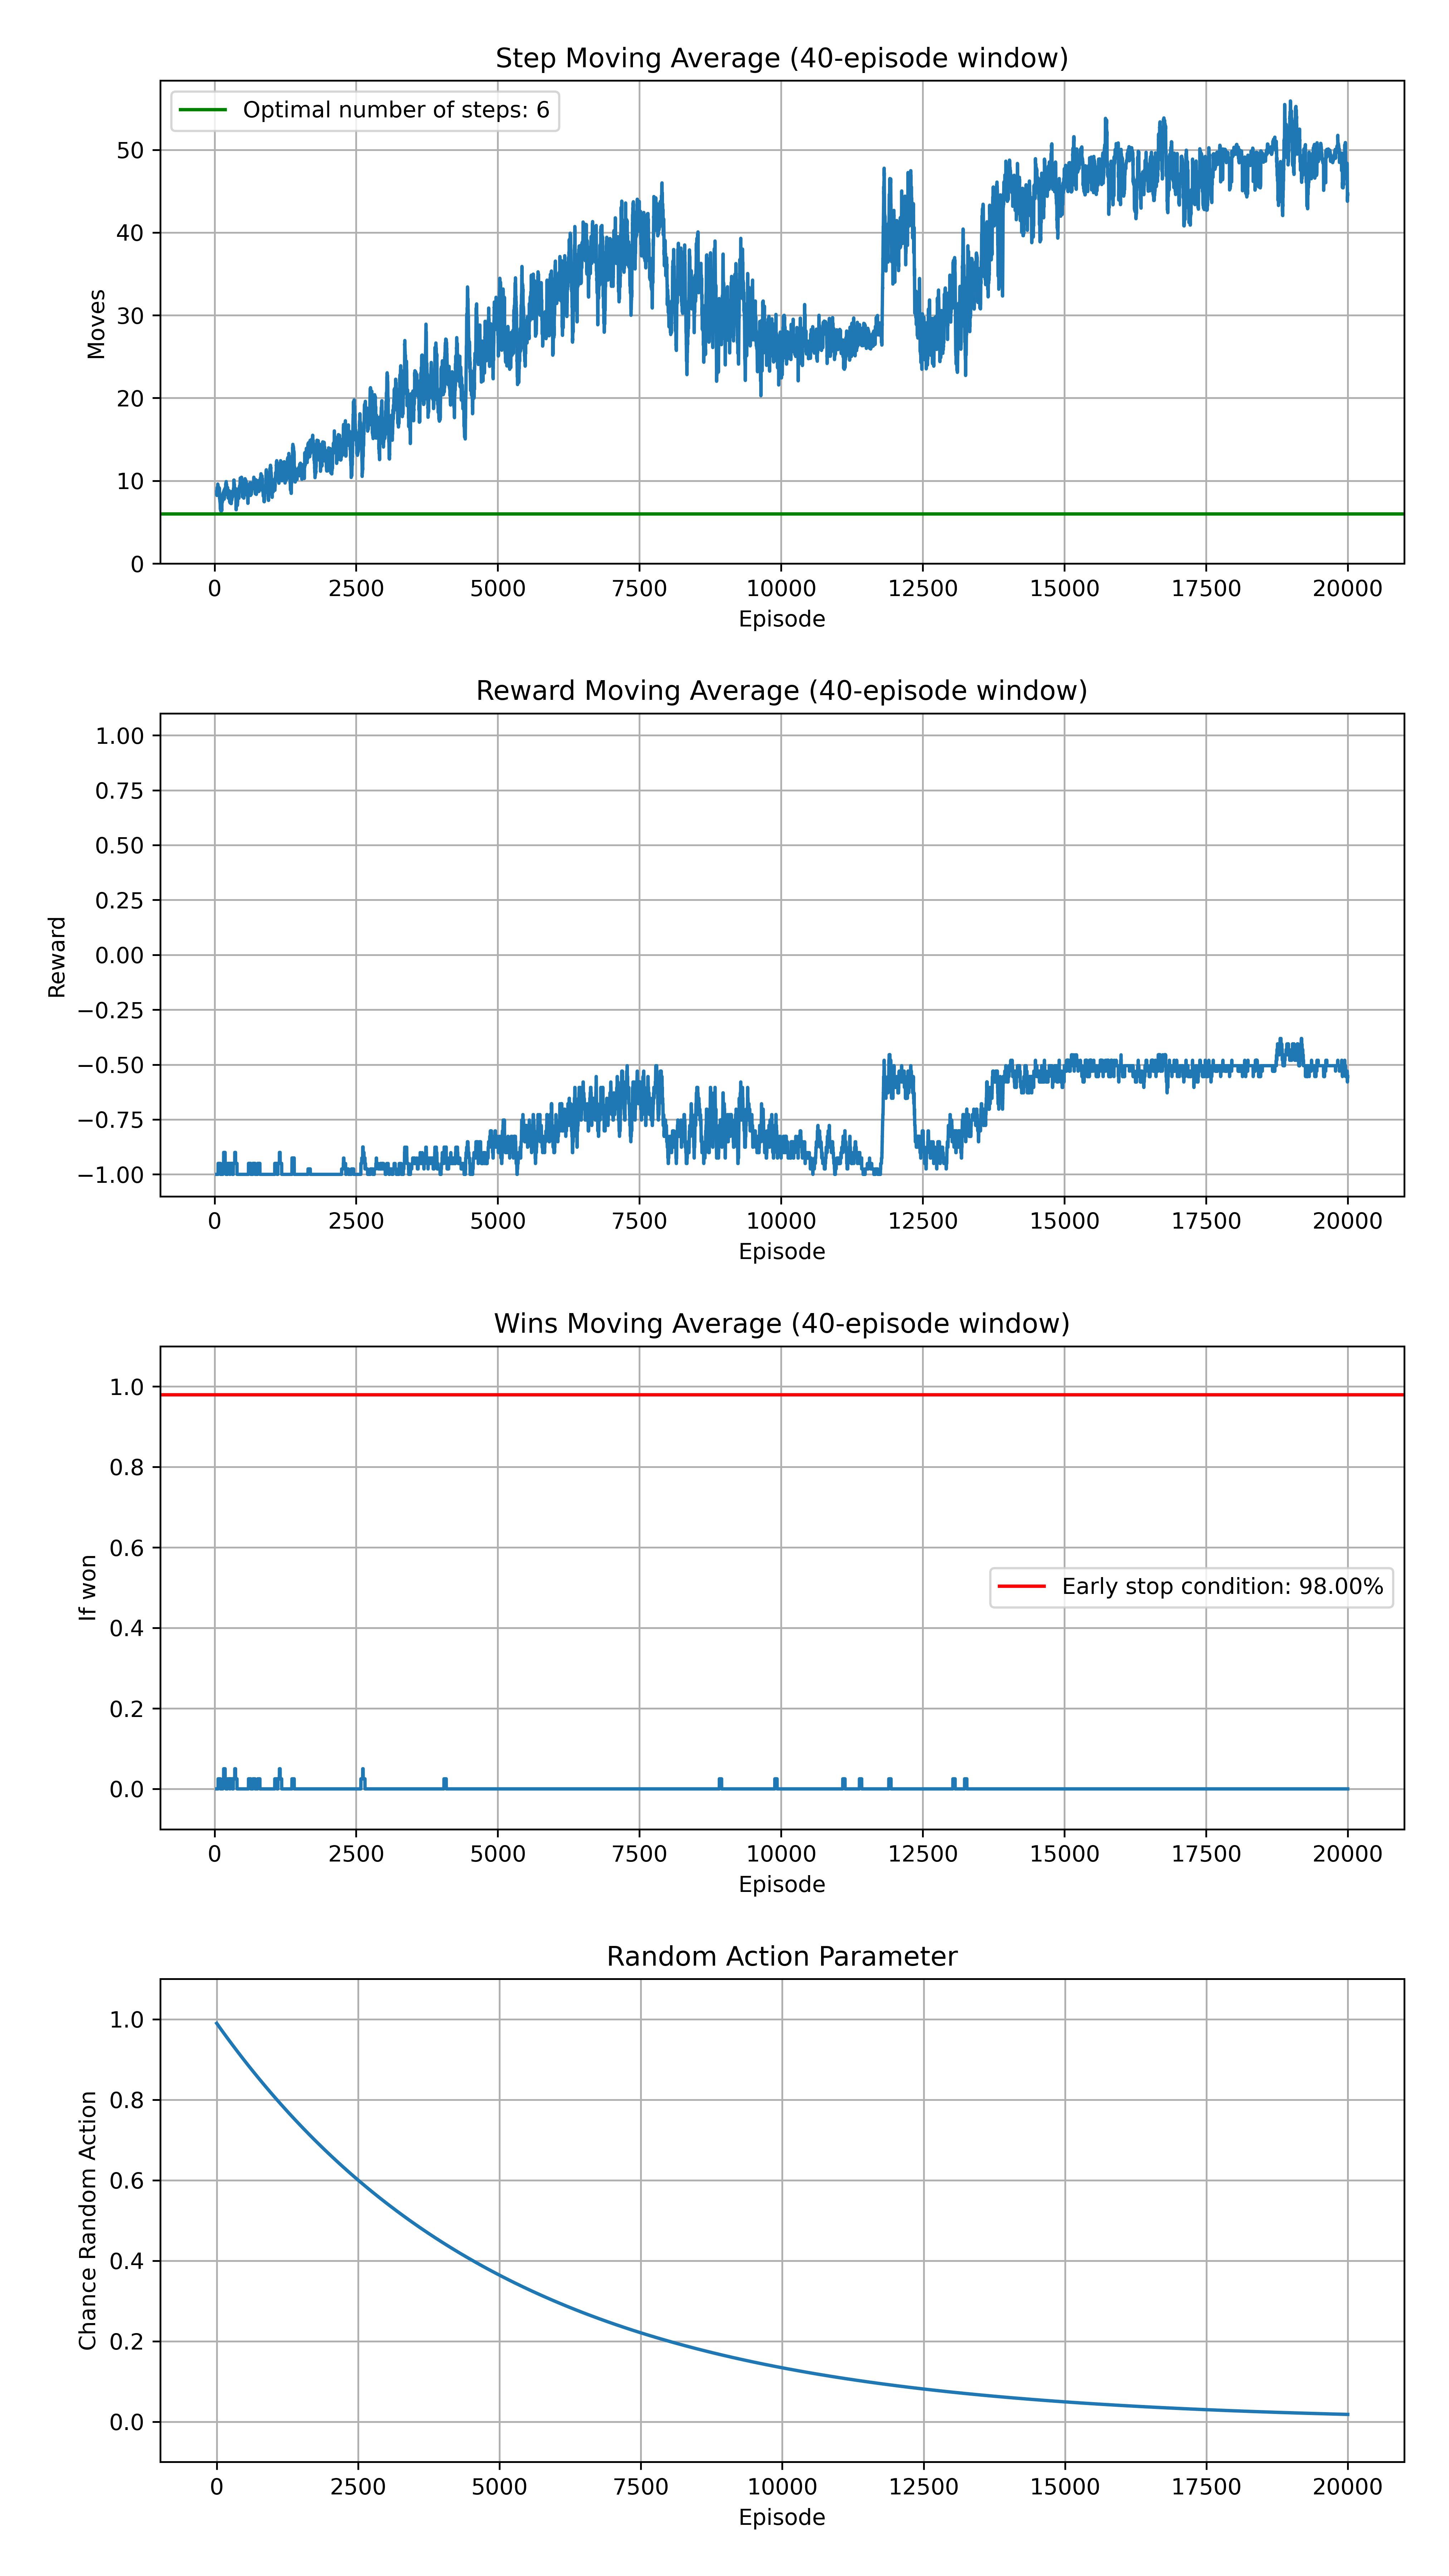 Step Moving Average (40-episode window)
Optimal number of steps: 6
50
40
30
20
10
0
Moves
0 2500 5000 7500 10000 12500 15000 17500 20000
Episode
Reward Moving Average (40-episode window)
1.00
0.75
0.50
0.25
0.00
−0.25
−0.50
−0.75
−1.00
Reward
0 2500 5000 7500 10000 12500 15000 17500 20000
Episode
Wins Moving Average (40-episode window)
1.0
0.8
0.6
0.4
0.2
0.0
If won
Early stop condition: 98.00%
0 2500 5000 7500 10000 12500 15000 17500 20000
Episode
Random Action Parameter
1.0
0.8
0.6
0.4
0.2
0.0
Chance Random Action
0 2500 5000 7500 10000 12500 15000 17500 20000
Episode